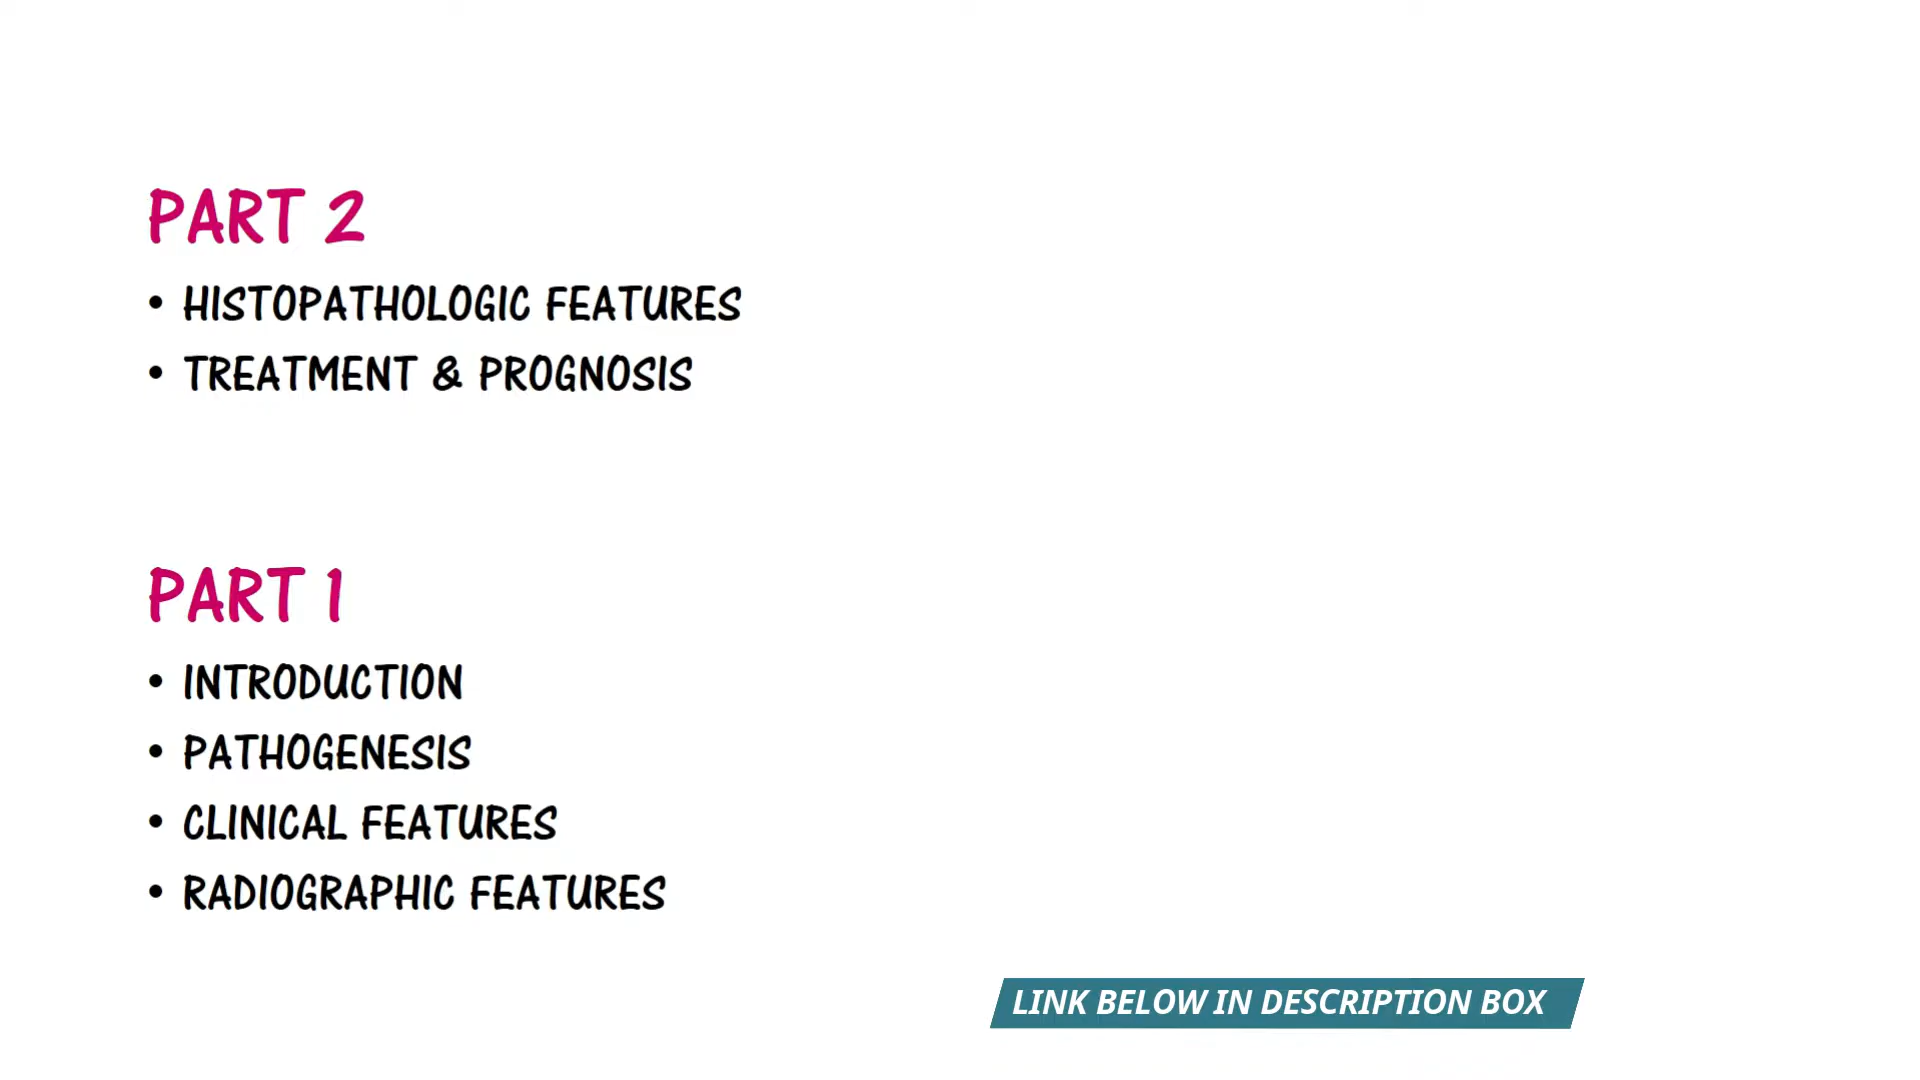 PART 2
• HISTOPATHOLOGIC FEATURES
• TREATMENT & PROGNOSIS
PART 1
• INTRODUCTION
• PATHOGENESIS
• CLINICAL FEATURES
• RADIOGRAPHIC FEATURES
LINK BELOW IN DESCRIPTION BOX